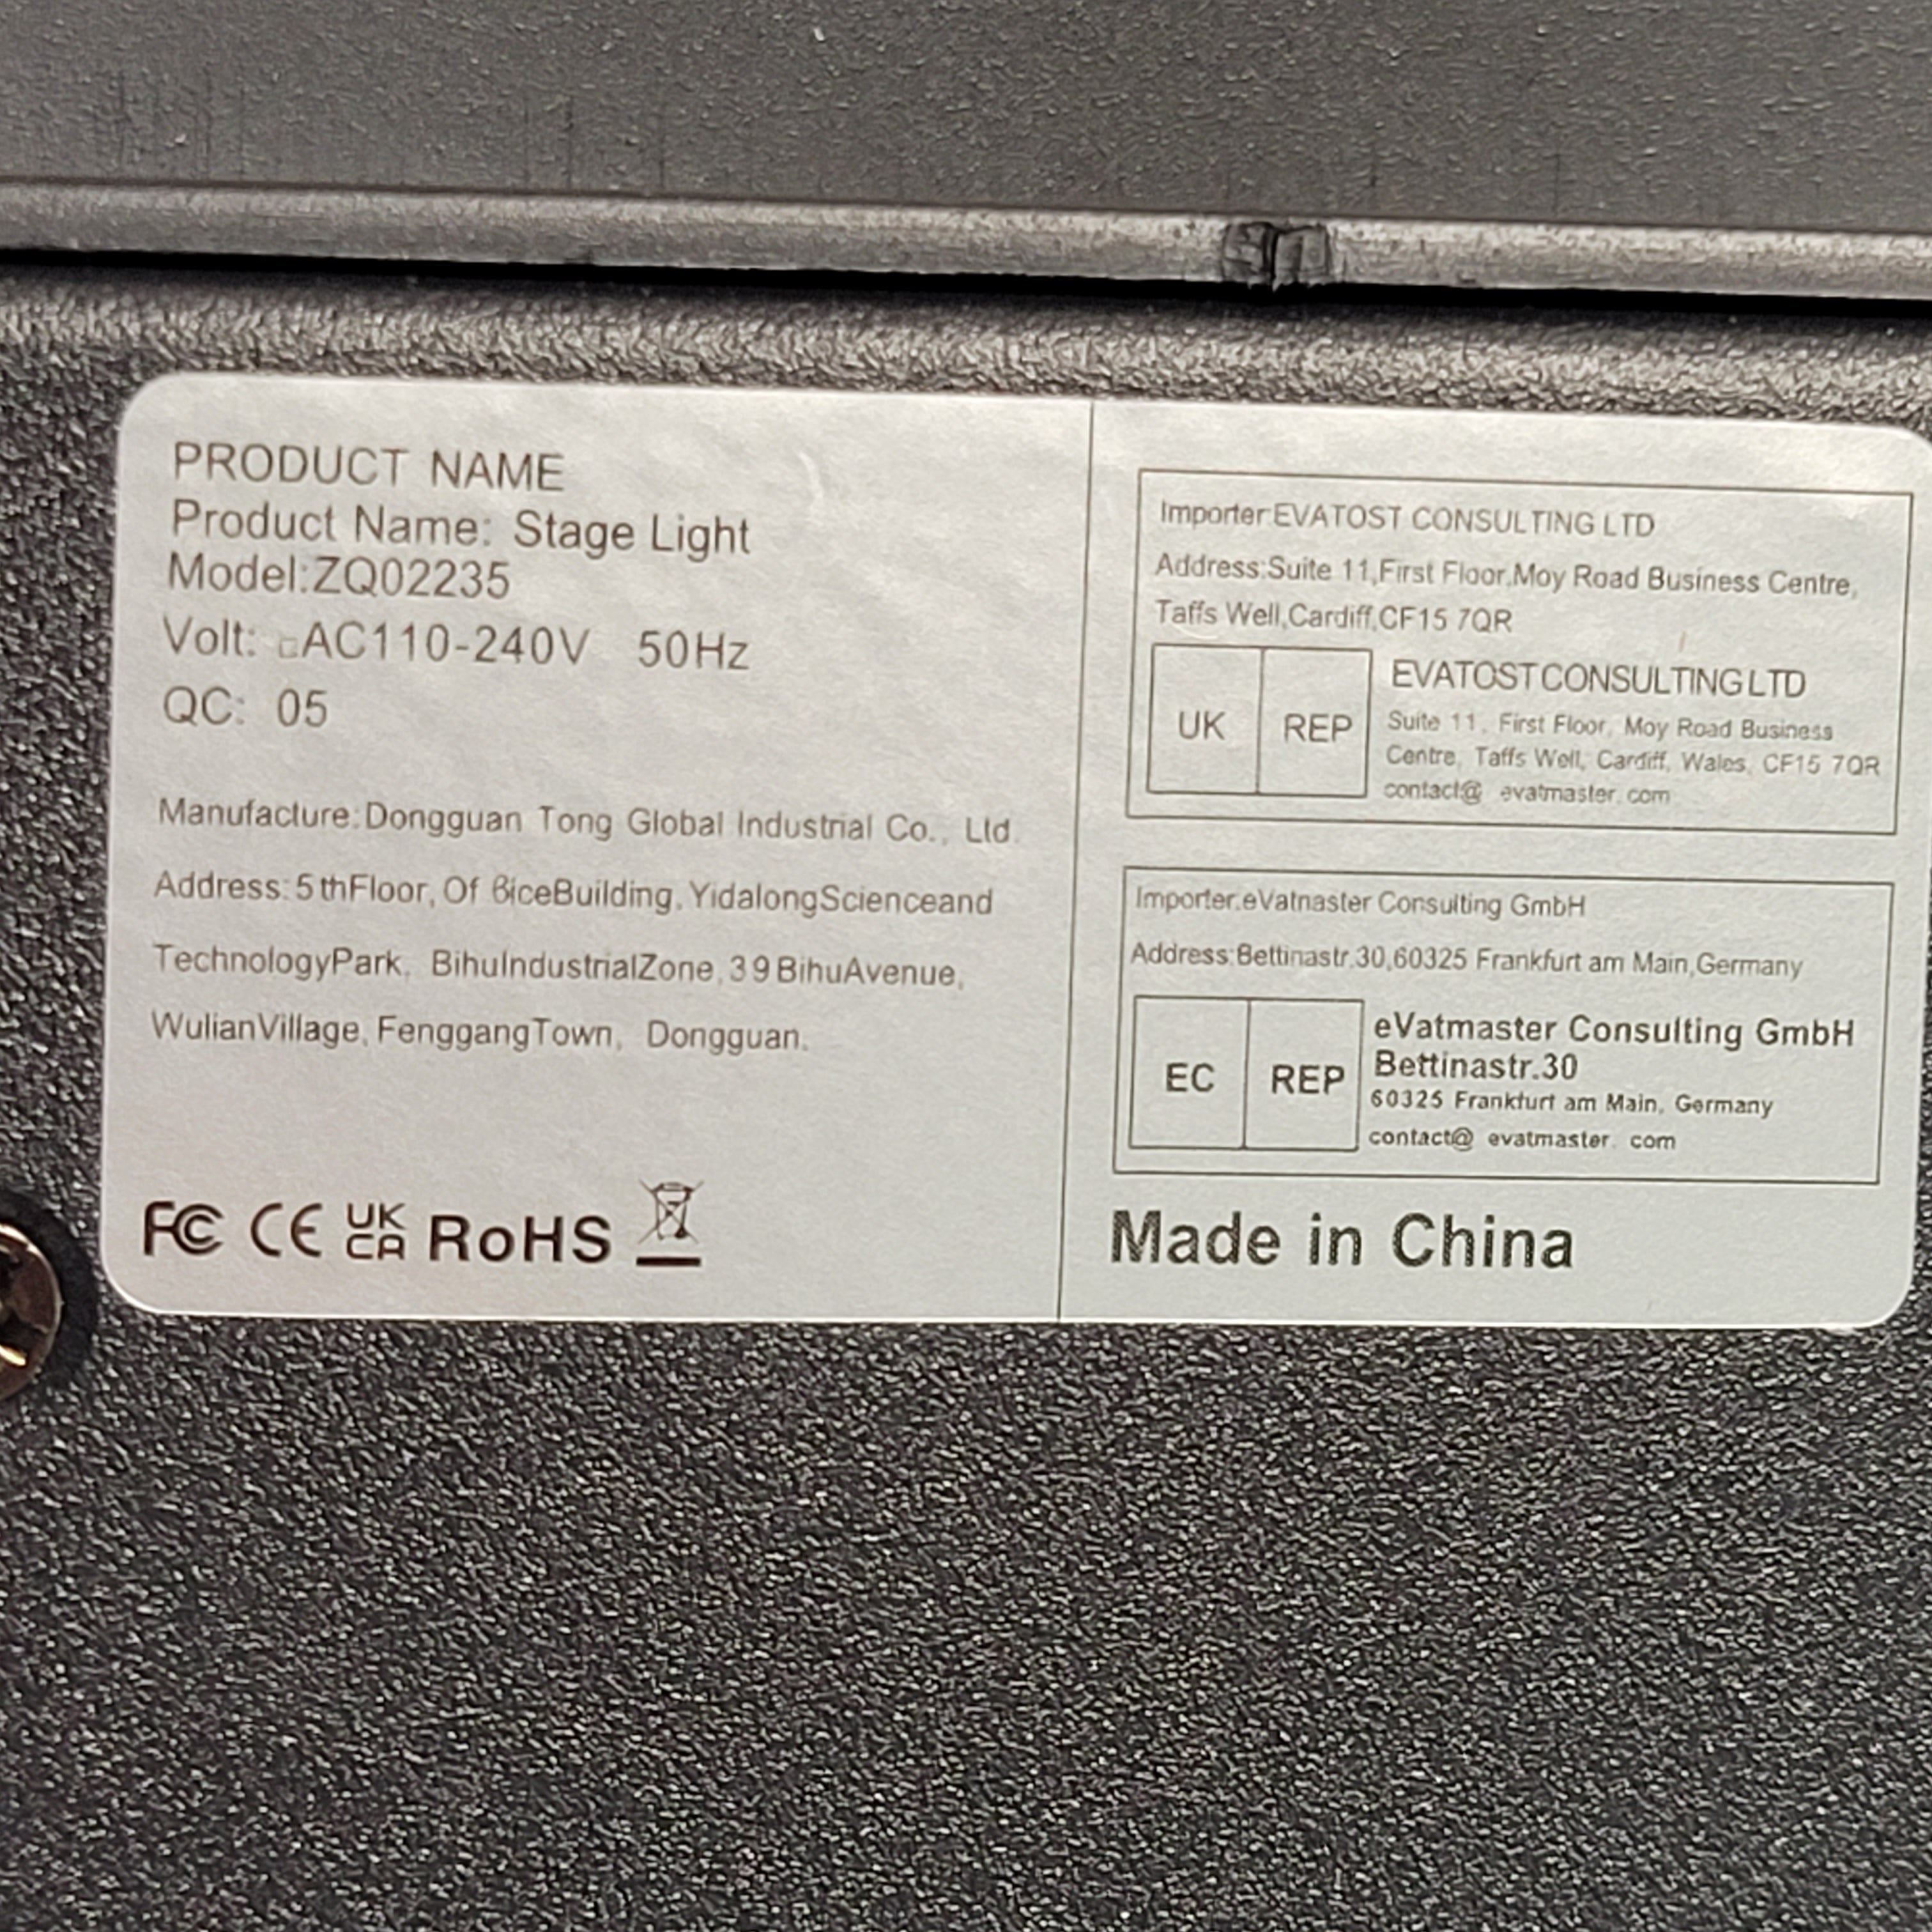 PRODUCT NAME
Product Name: Stage Light
Model:ZQ02235
Volt: □AC110-240V 50Hz
QC: 05
Manufacture:Dongguan Tong Global Industrial Co., Ltd.
Address:5thFloor, Of ßiceBuilding, YidalongScienceand
TechnologyPark, BihuIndustrialZone,39BihuAvenue,
WulianVillage, FenggangTown, Dongguan.
FC CE UK
CA RoHS
Importer:EVATOST CONSULTING LTD
Address:Suite 11,First Floor,Moy Road Business Centre,
Taffs Well,Cardiff,CF15 7QR
UK REP
EVATOST CONSULTING LTD
Suite 11, First Floor, Moy Road Business
Centre, Taffs Well, Cardiff, Wales, CF15 7QR
contact@ evatmaster.com
Importer:eVatnaster Consulting GmbH
Address:Bettinastr.30,60325 Frankfurt am Main,Germany
EC REP
eVatmaster Consulting GmbH
Bettinastr.30
60325 Frankfurt am Main, Germany
contact@ evatmaster. com
Made in China